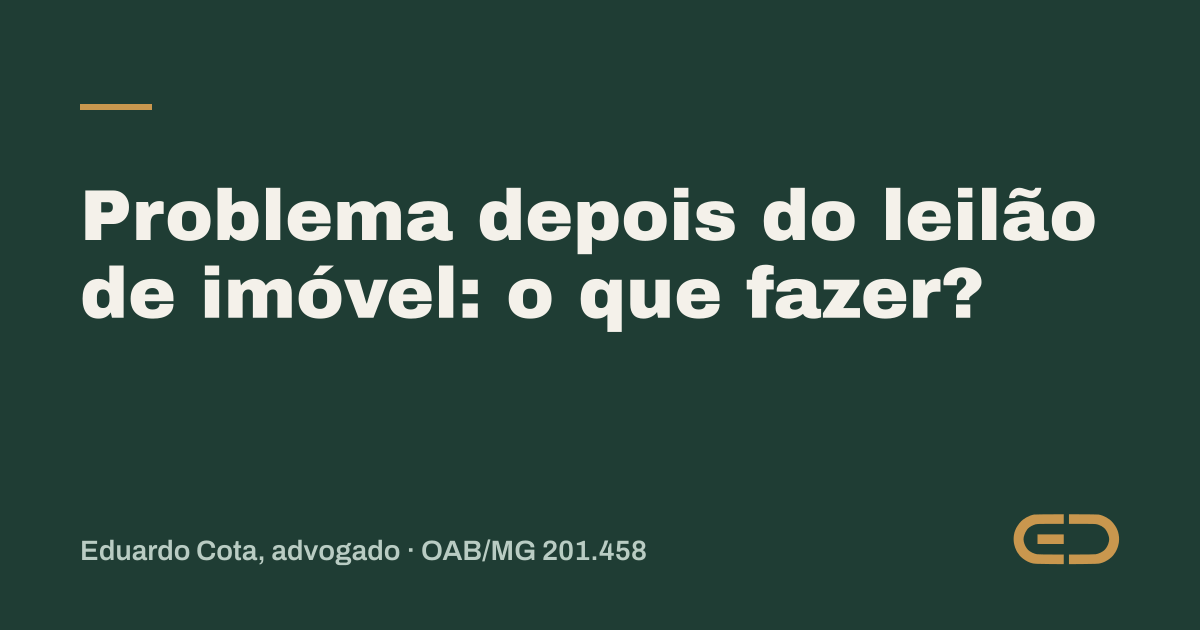 Problema depois do leilão
de imóvel: o que fazer?
Eduardo Cota, advogado · OAB/MG 201.458